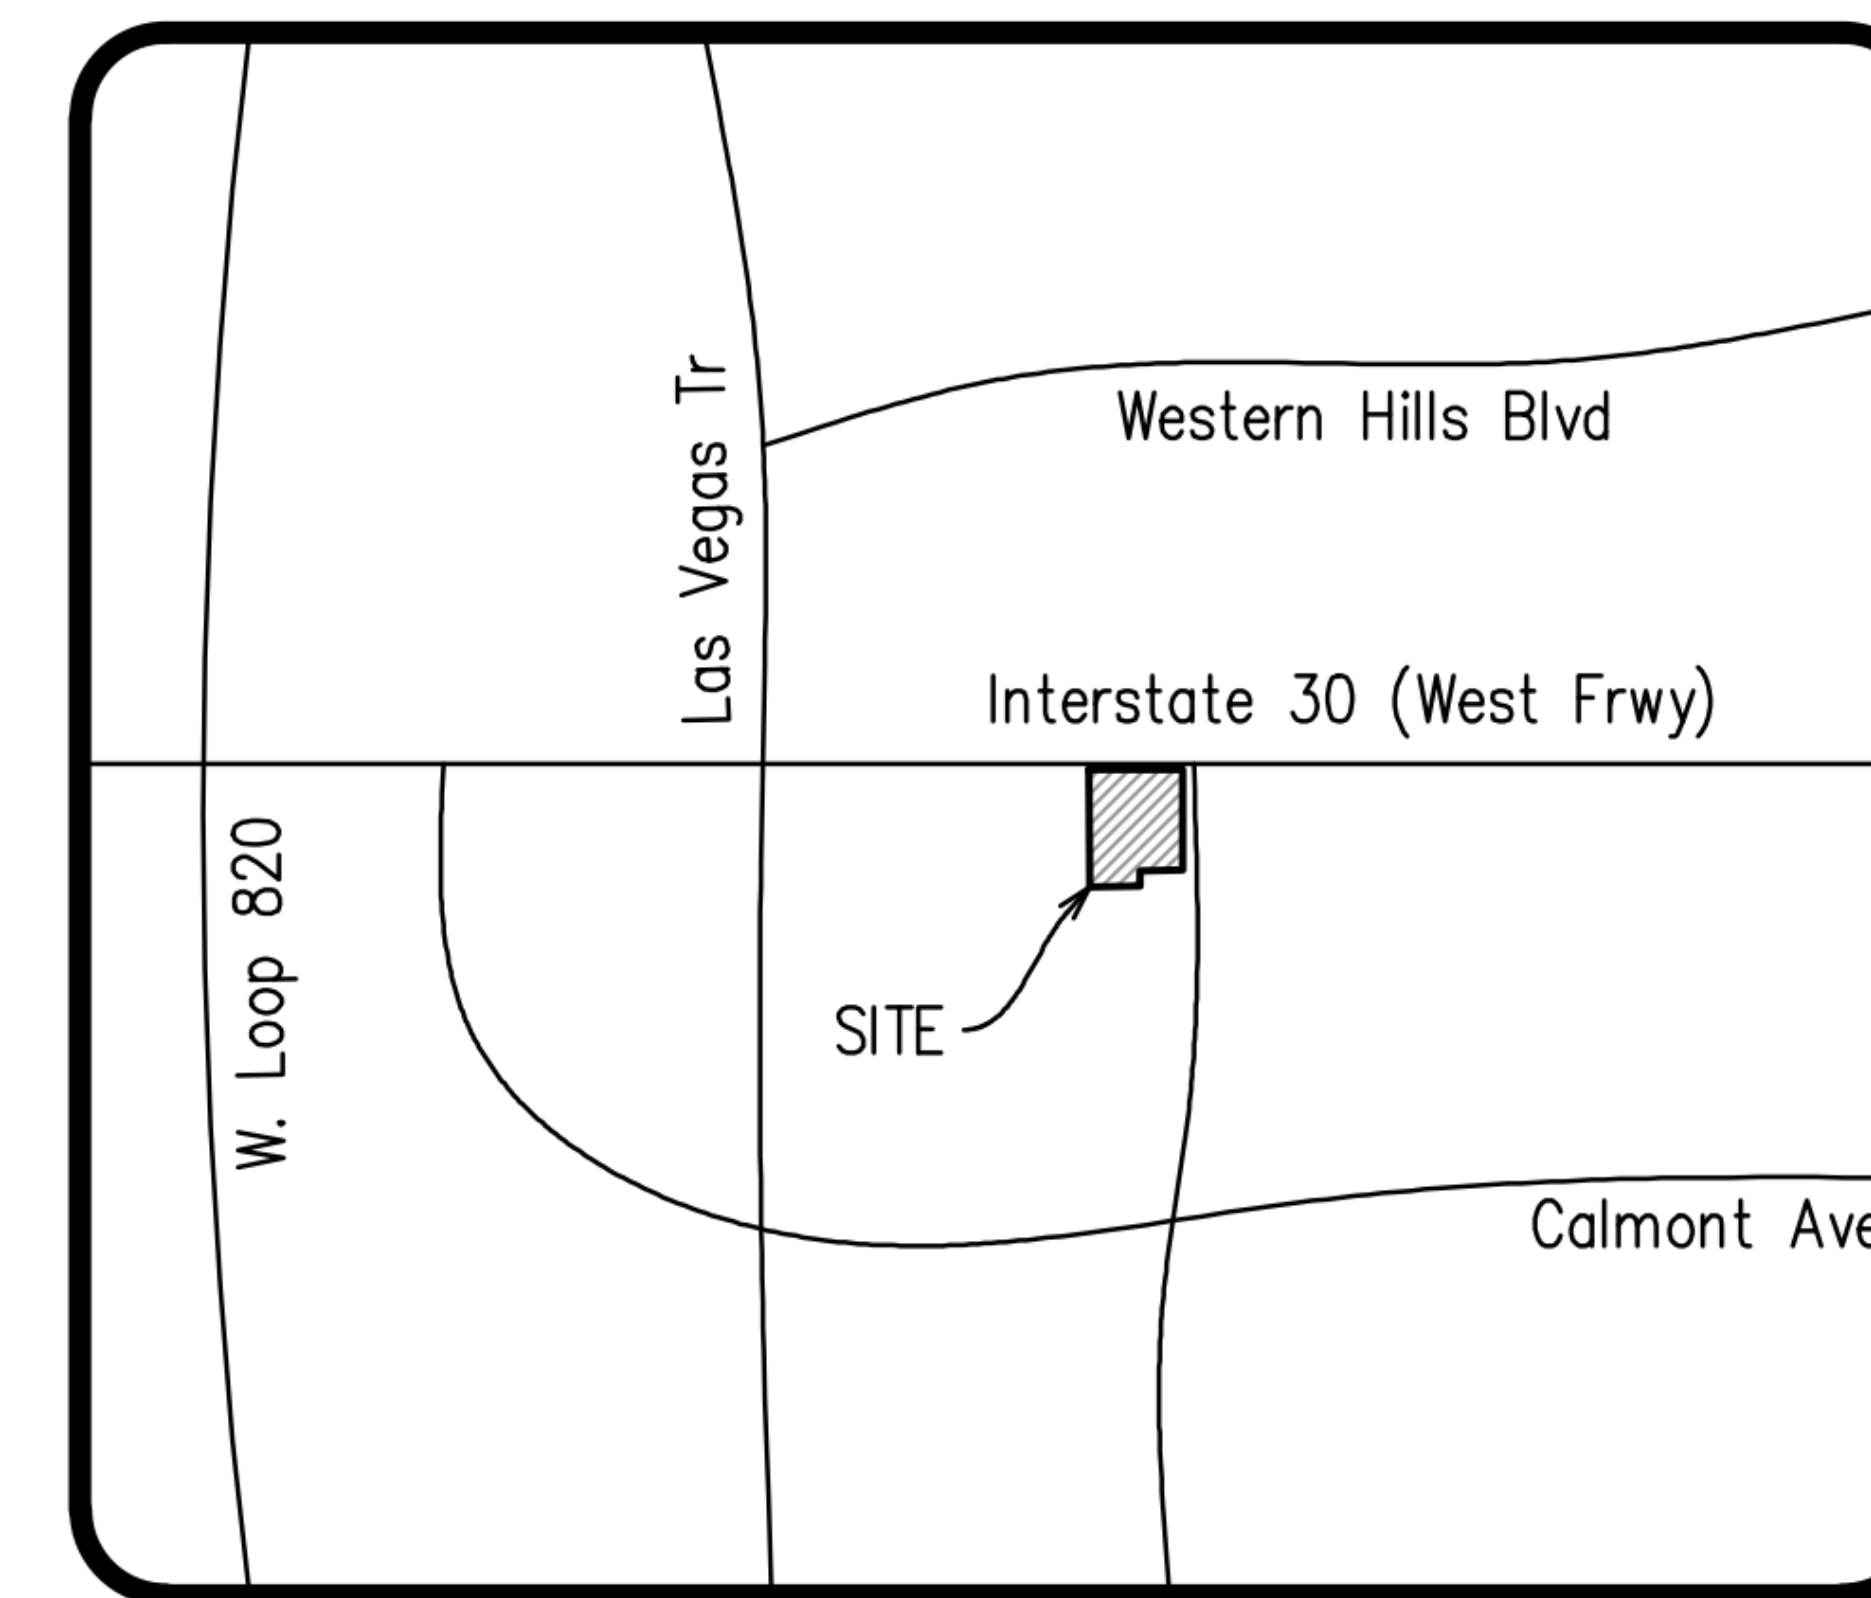 Las Vegas Tr
Western Hills Blvd
Interstate 30 (West Frwy)
W. Loop 820
SITE
Calmont Ave